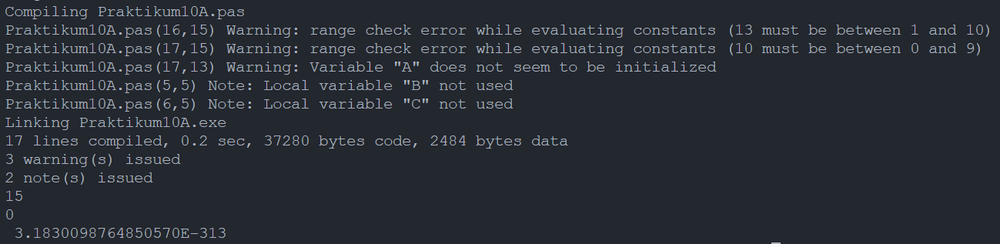 Compiling Praktikum10A.pas
Praktikum10A.pas(16,15) Warning: range check error while evaluating constants (13 must be between 1 and 10)
Praktikum10A.pas(17,15) Warning: range check error while evaluating constants (10 must be between 0 and 9)
Praktikum10A.pas(17,13) Warning: Variable "A" does not seem to be initialized
Praktikum10A.pas(5,5) Note: Local variable "B" not used
Praktikum10A.pas(6,5) Note: Local variable "C" not used
Linking Praktikum10A.exe
17 lines compiled, 0.2 sec, 37280 bytes code, 2484 bytes data
3 warning(s) issued
2 note(s) issued
15
0
 3.1830098764850570E-313